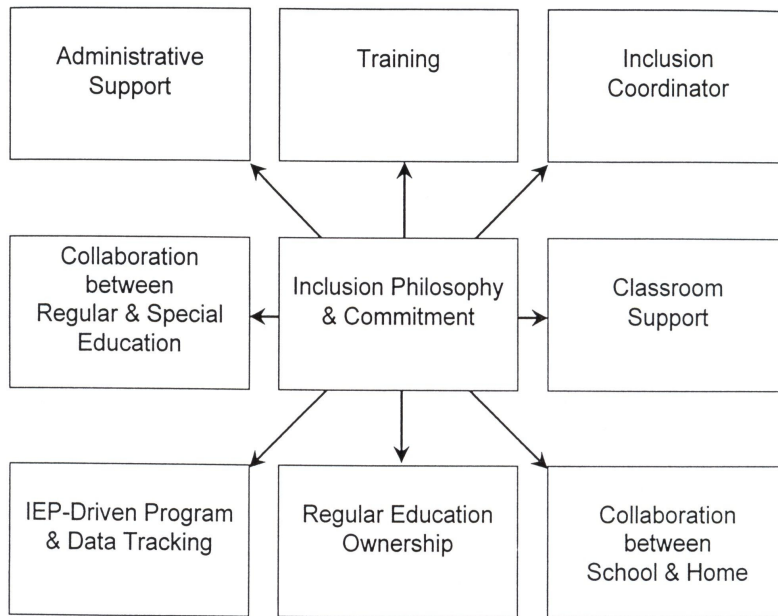 Administrative
Support
Training
Inclusion
Coordinator
Collaboration
between
Regular & Special
Education
Inclusion Philosophy
& Commitment
Classroom
Support
IEP-Driven Program
& Data Tracking
Regular Education
Ownership
Collaboration
between
School & Home